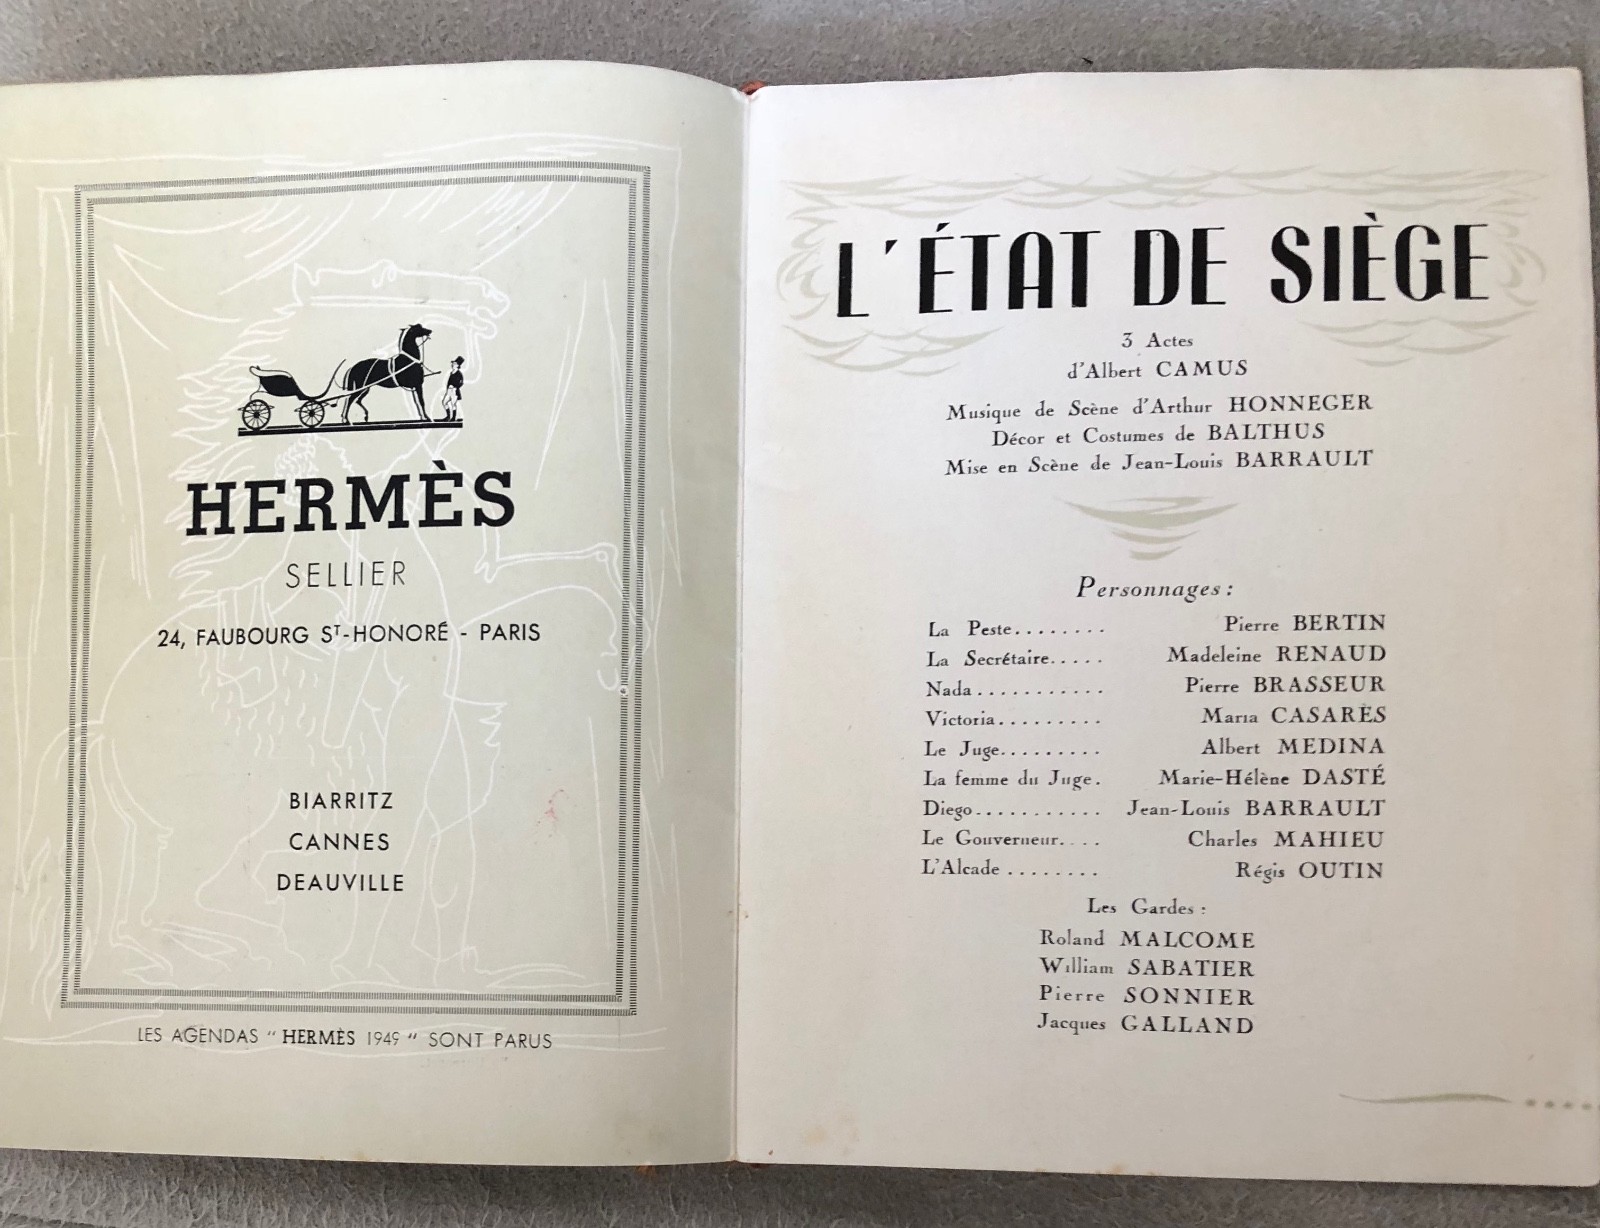 HERMÈS
SELLIER
24, FAUBOURG ST-HONORÉ - PARIS
BIARRITZ
CANNES
DEAUVILLE
LES AGENDAS "HERMÈS 1949" SONT PARUS
L'ÉTAT DE SIÈGE
3 Actes
d'Albert CAMUS
Musique de Scène d'Arthur HONNEGER
Décor et Costumes de BALTHUS
Mise en Scène de Jean-Louis BARRAULT
Personnages :
La Peste........ Pierre BERTIN
La Secrétaire..... Madeleine RENAUD
Nada........... Pierre BRASSEUR
Victoria......... Maria CASARÈS
Le Juge......... Albert MEDINA
La femme du Juge. Marie-Hélène DASTÉ
Diego........... Jean-Louis BARRAULT
Le Gouverneur.... Charles MAHIEU
L'Alcade ........ Régis OUTIN
Les Gardes :
Roland MALCOME
William SABATIER
Pierre SONNIER
Jacques GALLAND